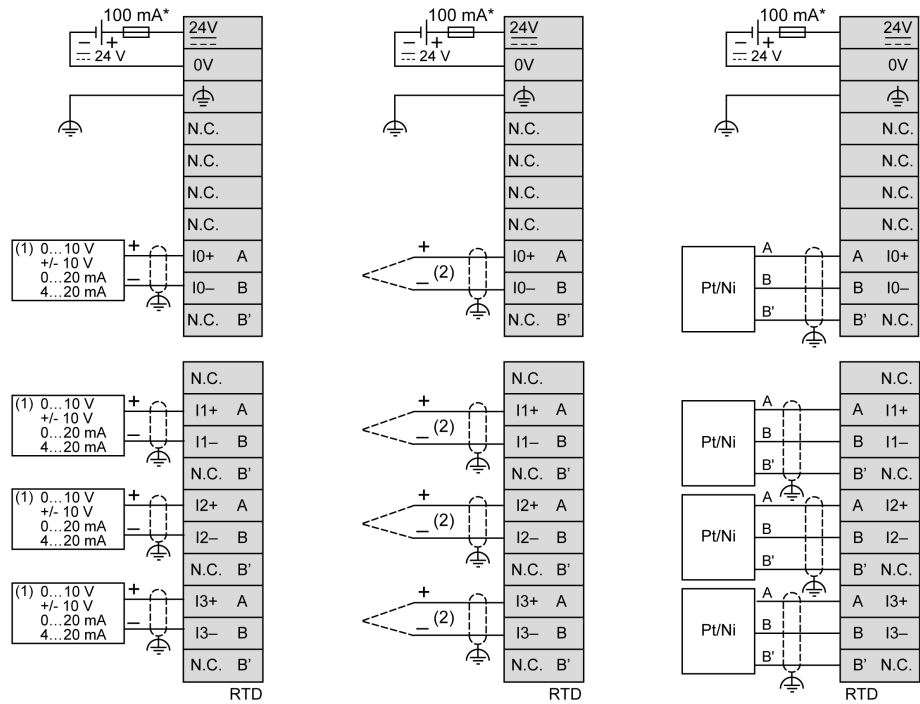 100 mA*
24V
– +
24 V
0V
N.C.
N.C.
N.C.
N.C.
(1) 0...10 V
+/- 10 V
0...20 mA
4...20 mA
+
–
I0+ A
I0– B
N.C. B'
N.C.
(1) 0...10 V
+/- 10 V
0...20 mA
4...20 mA
+
–
I1+ A
I1– B
N.C. B'
(1) 0...10 V
+/- 10 V
0...20 mA
4...20 mA
+
–
I2+ A
I2– B
N.C. B'
(1) 0...10 V
+/- 10 V
0...20 mA
4...20 mA
+
–
I3+ A
I3– B
N.C. B'
RTD
100 mA*
24V
– +
24 V
0V
N.C.
N.C.
N.C.
N.C.
+
– (2)
I0+ A
I0– B
N.C. B'
N.C.
+
– (2)
I1+ A
I1– B
N.C. B'
+
– (2)
I2+ A
I2– B
N.C. B'
+
– (2)
I3+ A
I3– B
N.C. B'
RTD
100 mA*
24V
– +
24 V
0V
N.C.
N.C.
N.C.
N.C.
Pt/Ni
A
B
B'
A I0+
B I0–
B' N.C.
N.C.
Pt/Ni
A
B
B'
A I1+
B I1–
B' N.C.
Pt/Ni
A
B
B'
A I2+
B I2–
B' N.C.
Pt/Ni
A
B
B'
A I3+
B I3–
B' N.C.
RTD